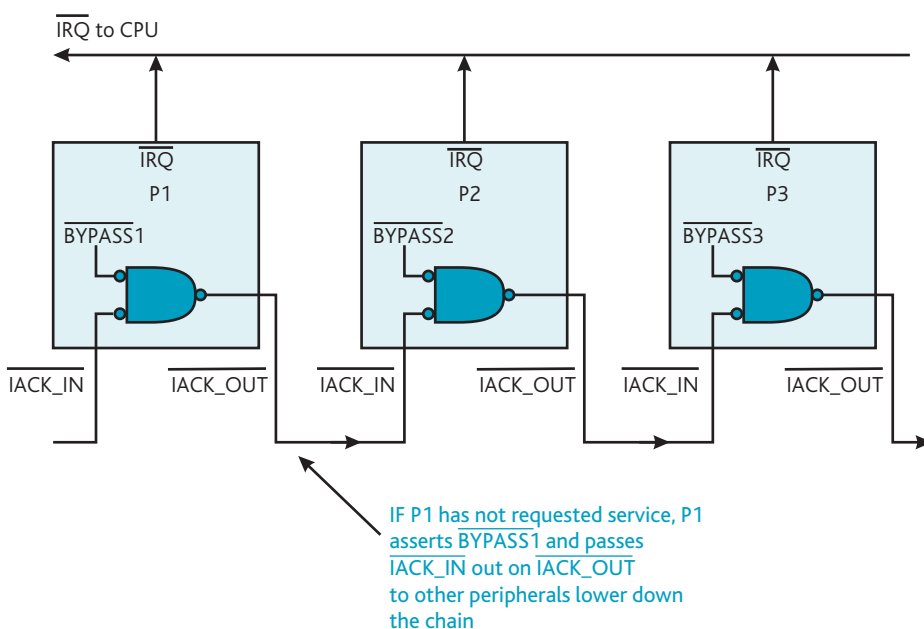 IRQ to CPU
IRQ IRQ IRQ
P1 P2 P3
BYPASS1 BYPASS2 BYPASS3
IACK_IN IACK_OUT IACK_IN IACK_OUT IACK_IN IACK_OUT
IF P1 has not requested service, P1
asserts BYPASS1 and passes
IACK_IN out on IACK_OUT
to other peripherals lower down
the chain